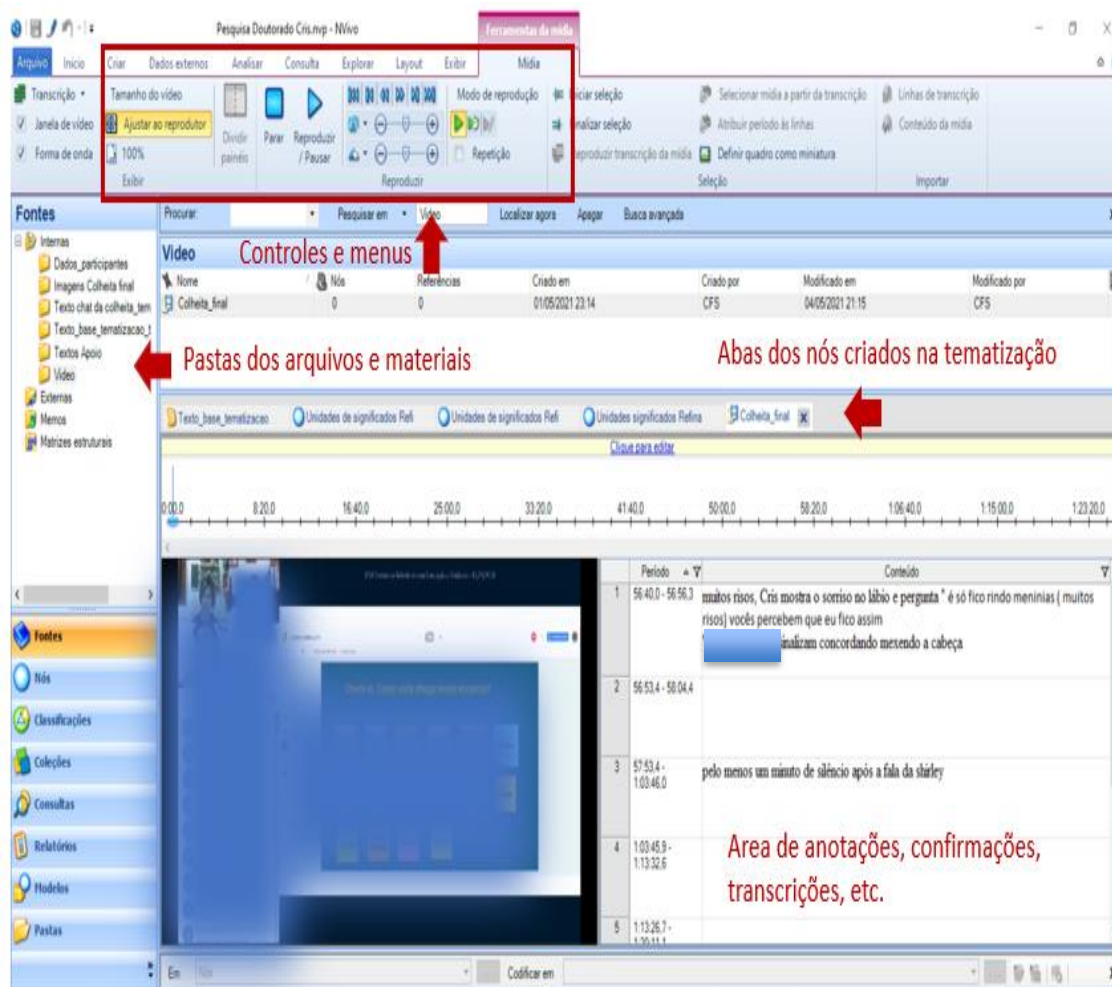 Pesquisa Doutorado Cris.nvp - NVivo
Ferramentas da mídia
Arquivo Início Criar Dados externos Analisar Consulta Explorar Layout Exibir Mídia
Transcrição
Janela de vídeo
Forma de onda
Tamanho do vídeo
Ajustar ao reprodutor
100%
Exibir
Dividir painéis
Parar
Reproduzir / Pausar
Modo de reprodução
Repetição
Reproduzir
Iniciar seleção
Finalizar seleção
Reproduzir transcrição da mídia
Selecionar mídia a partir da transcrição
Atribuir período às linhas
Definir quadro como miniatura
Seleção
Linhas de transcrição
Conteúdo da mídia
Importar
Fontes
Internas
Dados_participantes
Imagens Colheita final
Texto chat da colheita_tem
Texto_base_tematizacao_t
Textos Apoio
Video
Externas
Memos
Matrizes estruturais
Procurar: Pesquisar em Video Localizar agora Apagar Busca avançada
Controles e menus
Video
Nome Nós Referências Criado em Criado por Modificado em Modificado por
Colheita_final 0 0 01/05/2021 23:14 CFS 04/05/2021 21:15 CFS
Pastas dos arquivos e materiais
Abas dos nós criados na tematização
Texto_base_tematizacao Unidades de significados Refi Unidades de significados Refi Unidades significados Refina Colheita_final
Clique para editar
0:00,0 8:20,0 16:40,0 25:00,0 33:20,0 41:40,0 50:00,0 58:20,0 1:06:40,0 1:15:00,0 1:23:20,0
Período Conteúdo
1 56:40,0 - 56:56,3 muitos risos, Cris mostra o sorriso no lábio e pergunta " é só fico rindo meninias ( muitos
risos] vocês percebem que eu fico assim
inalizam concordando mexendo a cabeça
2 56:53,4 - 58:04,4
3 57:53,4 - 1:03:46,0 pelo menos um minuto de silêncio após a fala da shirley
4 1:03:45,9 - 1:13:32,6
5 1:13:26,7 -
Area de anotações, confirmações,
transcrições, etc.
Fontes
Nós
Classificações
Coleções
Consultas
Relatórios
Modelos
Pastas
Em Nós Codificar em